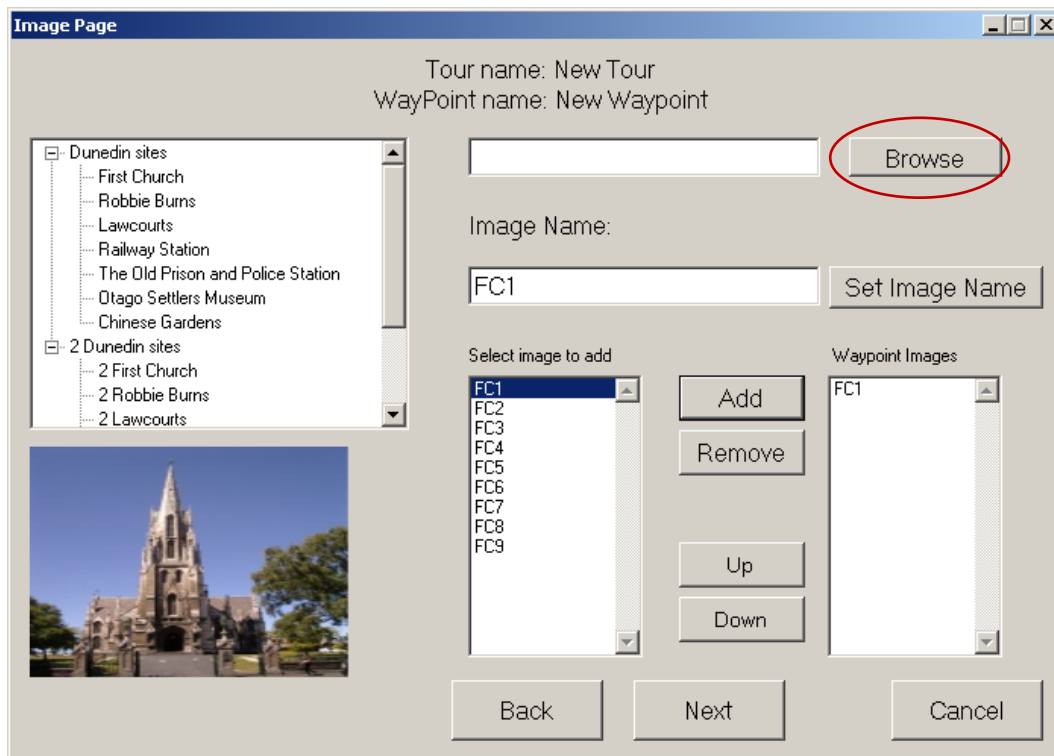 Image Page
Tour name: New Tour
WayPoint name: New Waypoint
Dunedin sites
First Church
Robbie Burns
Lawcourts
Railway Station
The Old Prison and Police Station
Otago Settlers Museum
Chinese Gardens
2 Dunedin sites
2 First Church
2 Robbie Burns
2 Lawcourts
Browse
Image Name:
FC1
Set Image Name
Select image to add
FC1
FC2
FC3
FC4
FC5
FC6
FC7
FC8
FC9
Add
Remove
Up
Down
Waypoint Images
FC1
Back
Next
Cancel